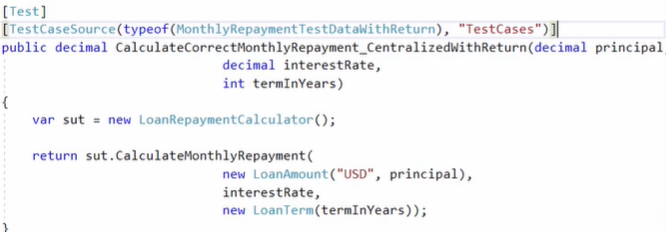 [Test]
[TestCaseSource(typeof(MonthlyRepaymentTestDataWithReturn), "TestCases")]
public decimal CalculateCorrectMonthlyRepayment_CentralizedWithReturn(decimal principal,
decimal interestRate,
int termInYears)
{
var sut = new LoanRepaymentCalculator();
return sut.CalculateMonthlyRepayment(
new LoanAmount("USD", principal),
interestRate,
new LoanTerm(termInYears));
}